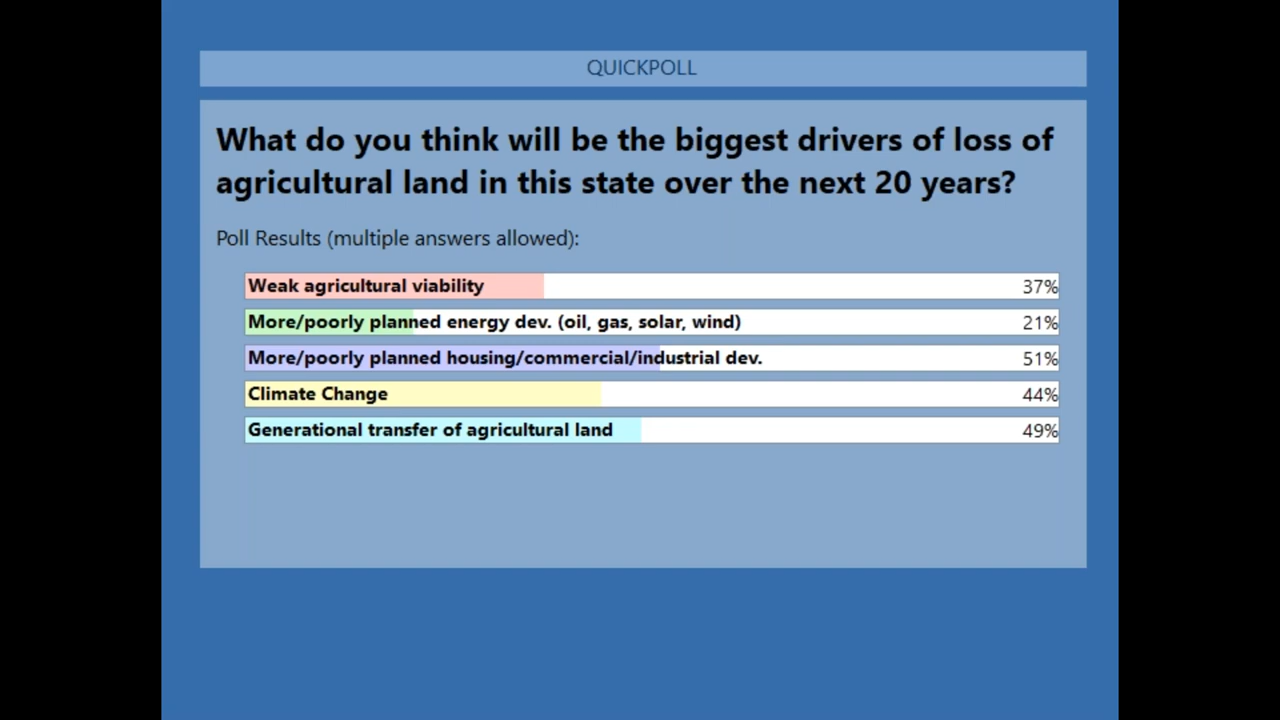 QUICKPOLL
What do you think will be the biggest drivers of loss of
agricultural land in this state over the next 20 years?
Poll Results (multiple answers allowed):
Weak agricultural viability 37%
More/poorly planned energy dev. (oil, gas, solar, wind) 21%
More/poorly planned housing/commercial/industrial dev. 51%
Climate Change 44%
Generational transfer of agricultural land 49%